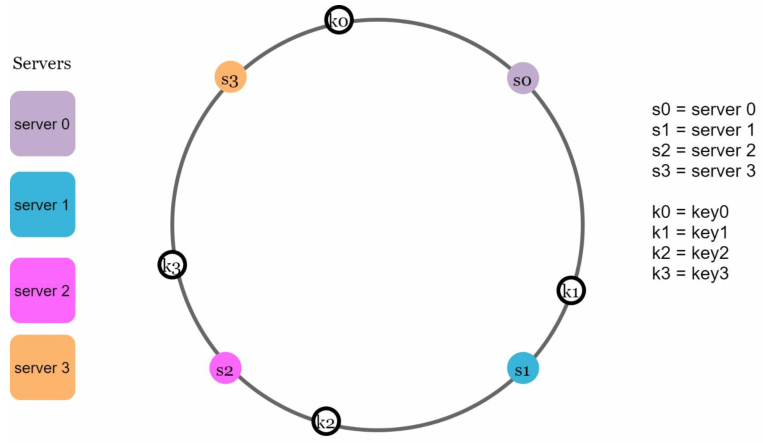 Servers
server 0
server 1
server 2
server 3
k0
s3
s0
k3
k1
s2
s1
k2
s0 = server 0
s1 = server 1
s2 = server 2
s3 = server 3
k0 = key0
k1 = key1
k2 = key2
k3 = key3